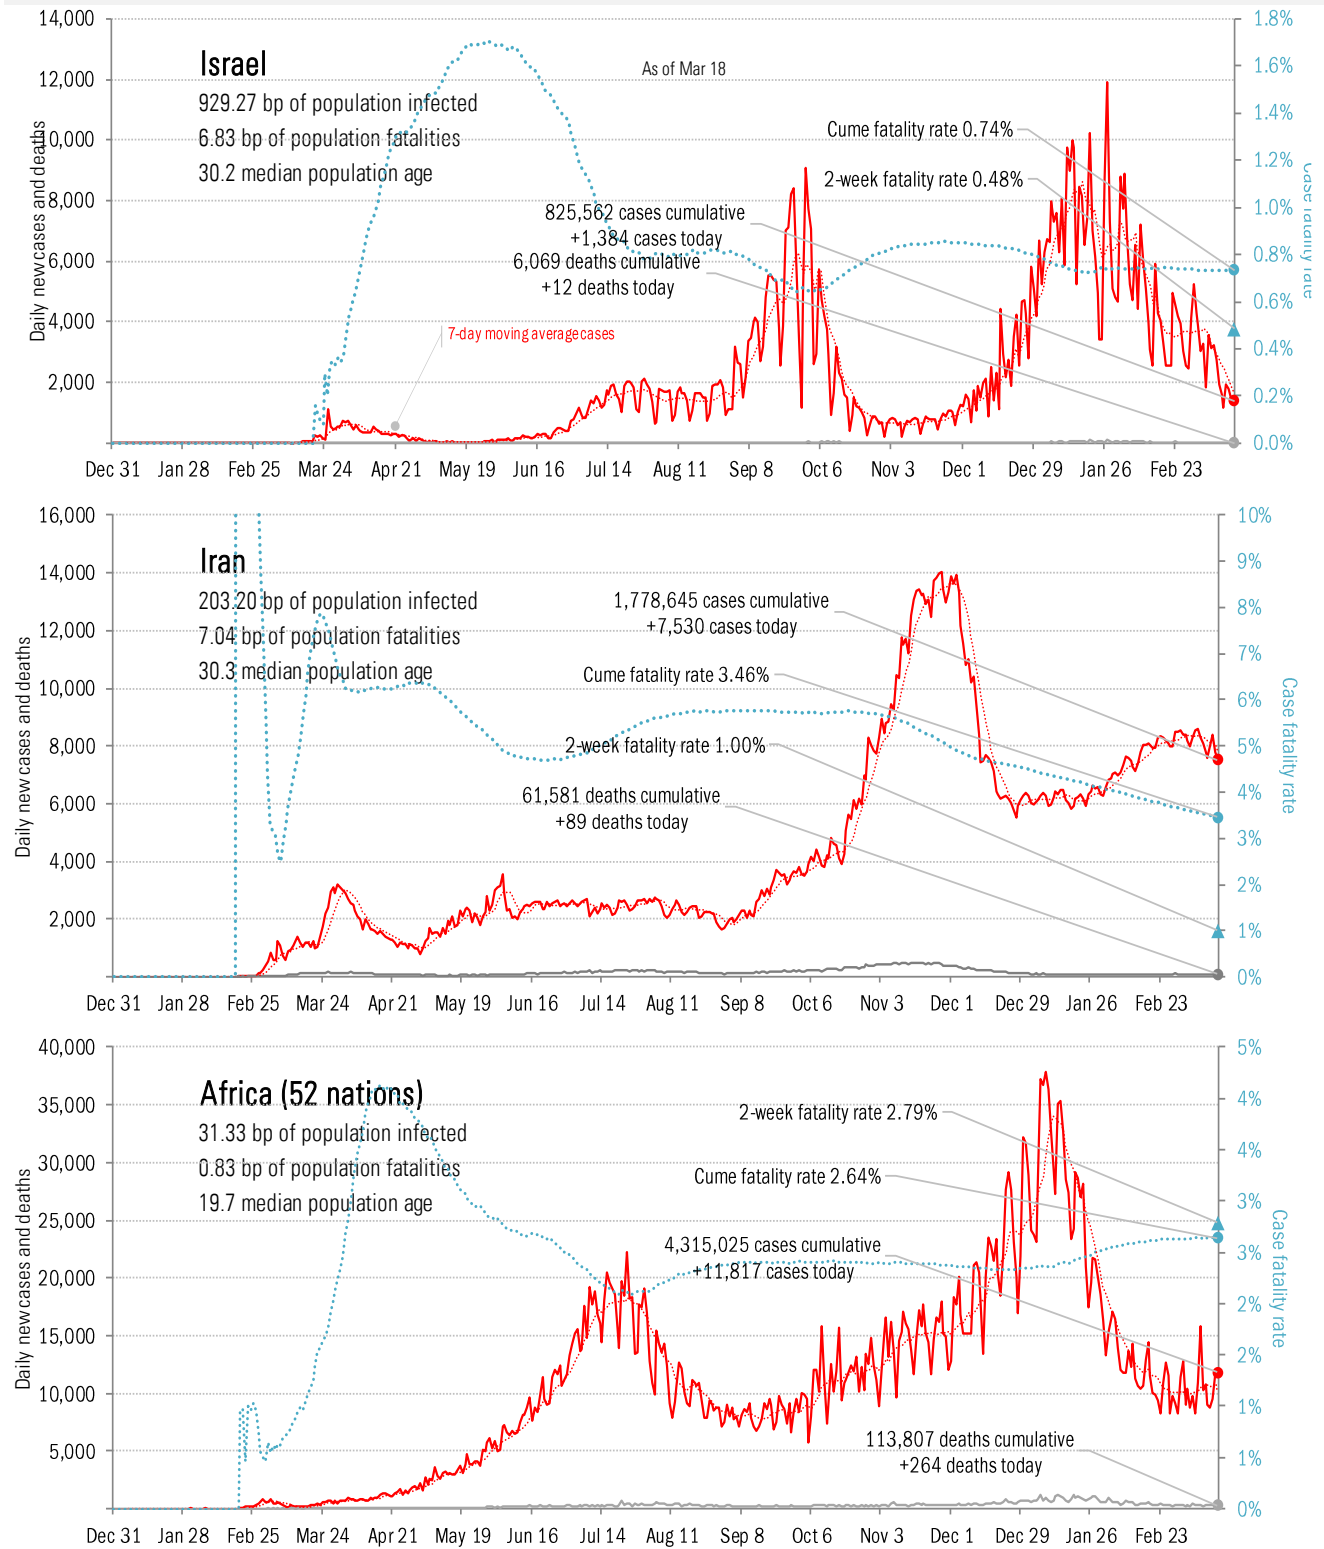 14,000
1.8%
Israel
As of Mar 18
1.6%
12,000
929.27 bp of population infected
1.4%
10,000
Cume fatality rate 0.74%
6.83 bp of population fatalities
1.2%
30.2 median population age
2-week fatality rate 0.48%
8,000
1.0%
825,562 cases cumulative
+1,384 cases today
6,000
6,069 deaths cumulative
0.8%
+12 deaths today
0.6%
4,000
7-day moving average cases
0.4%
2,000
0.2%
0.0%
Daily new cases and deaths
Case fatality rate
Dec 31 Jan 28 Feb 25 Mar 24 Apr 21 May 19 Jun 16 Jul 14 Aug 11 Sep 8 Oct 6 Nov 3 Dec 1 Dec 29 Jan 26 Feb 23
16,000
10%
Iran
9%
14,000
203.20 bp of population infected
1,778,645 cases cumulative
8%
+7,530 cases today
12,000
7.04 bp of population fatalities
7%
30.3 median population age
Cume fatality rate 3.46%
10,000
6%
2-week fatality rate 1.00%
8,000
5%
61,581 deaths cumulative
4%
6,000
+89 deaths today
3%
4,000
2%
2,000
1%
0%
Daily new cases and deaths
Case fatality rate
Dec 31 Jan 28 Feb 25 Mar 24 Apr 21 May 19 Jun 16 Jul 14 Aug 11 Sep 8 Oct 6 Nov 3 Dec 1 Dec 29 Jan 26 Feb 23
40,000
5%
Africa (52 nations)
4%
35,000
2-week fatality rate 2.79%
31.33 bp of population infected
4%
30,000
0.83 bp of population fatalities
Cume fatality rate 2.64%
19.7 median population age
3%
25,000
4,315,025 cases cumulative
3%
+11,817 cases today
20,000
2%
15,000
2%
10,000
1%
113,807 deaths cumulative
5,000
1%
+264 deaths today
0%
Daily new cases and deaths
Case fatality rate
Dec 31 Jan 28 Feb 25 Mar 24 Apr 21 May 19 Jun 16 Jul 14 Aug 11 Sep 8 Oct 6 Nov 3 Dec 1 Dec 29 Jan 26 Feb 23